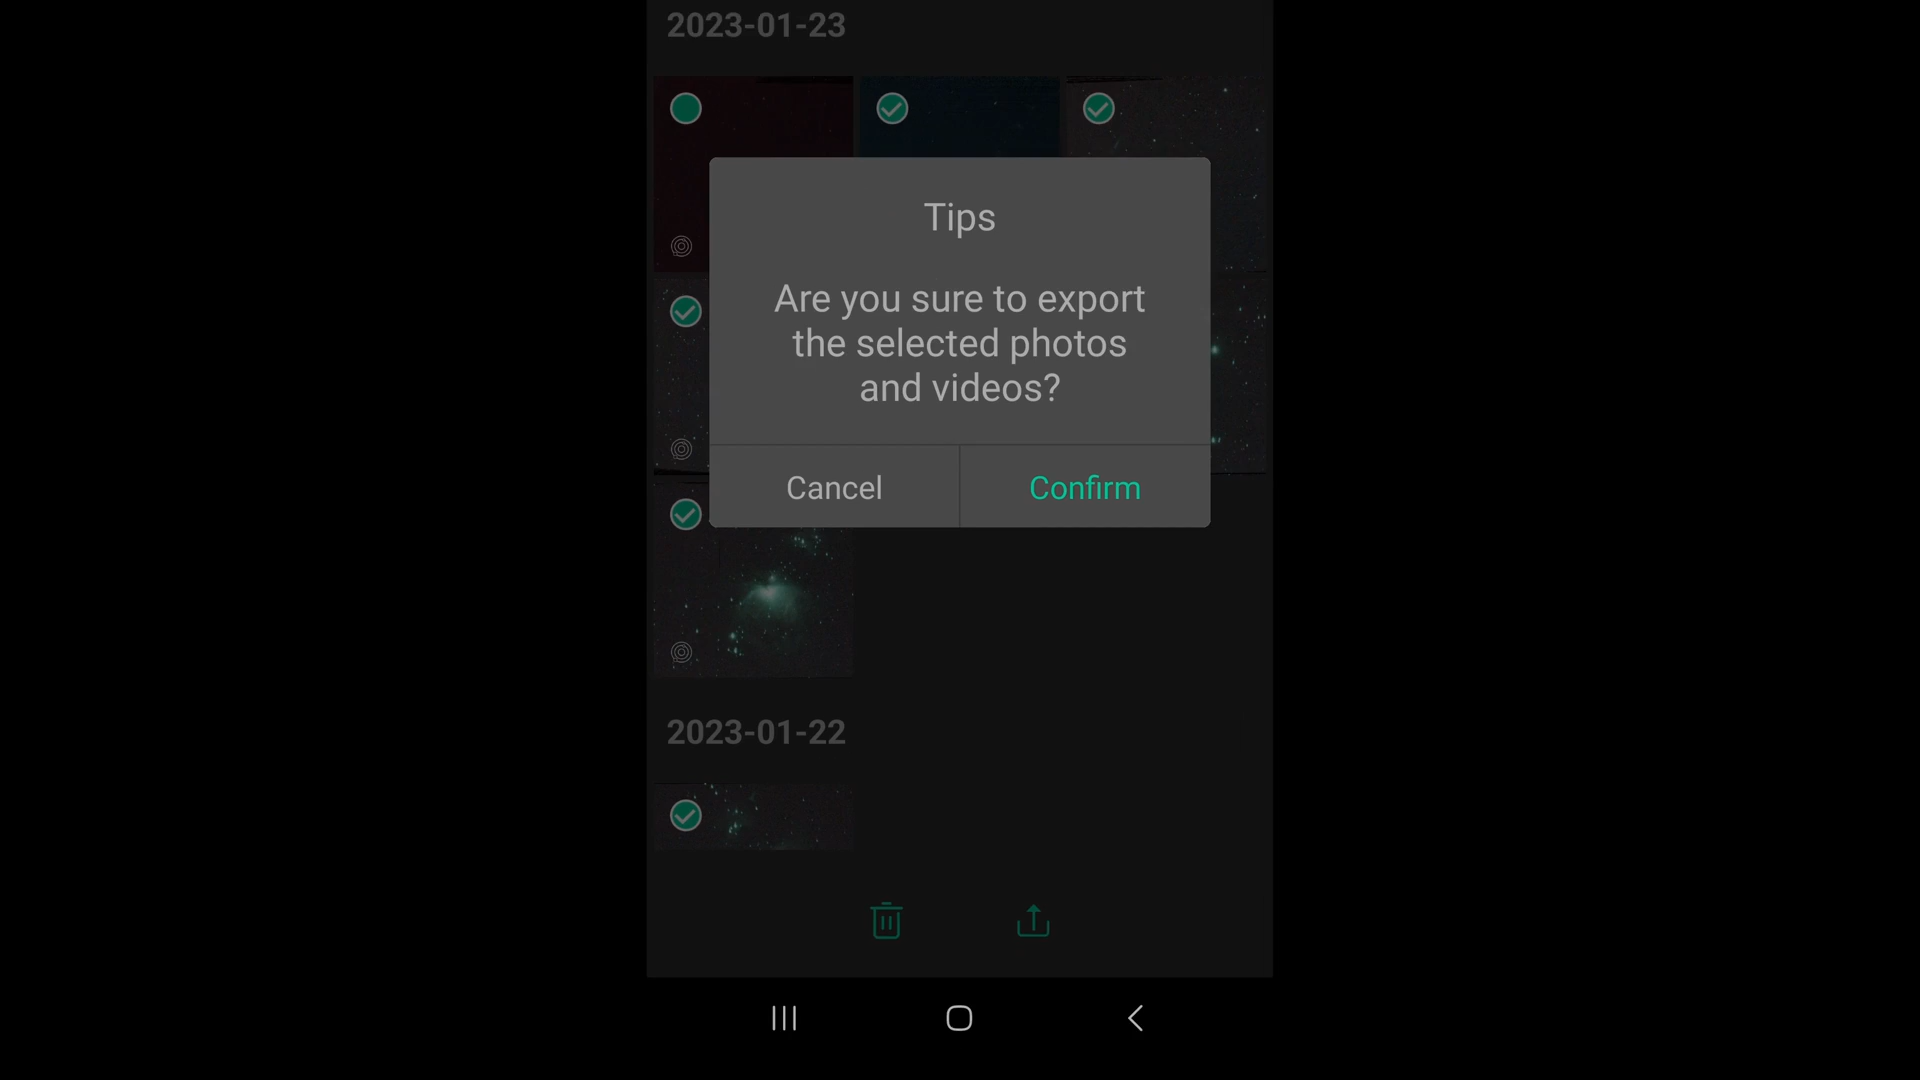 2023-01-23
Tips
Are you sure to export
the selected photos
and videos?
Cancel
Confirm
2023-01-22